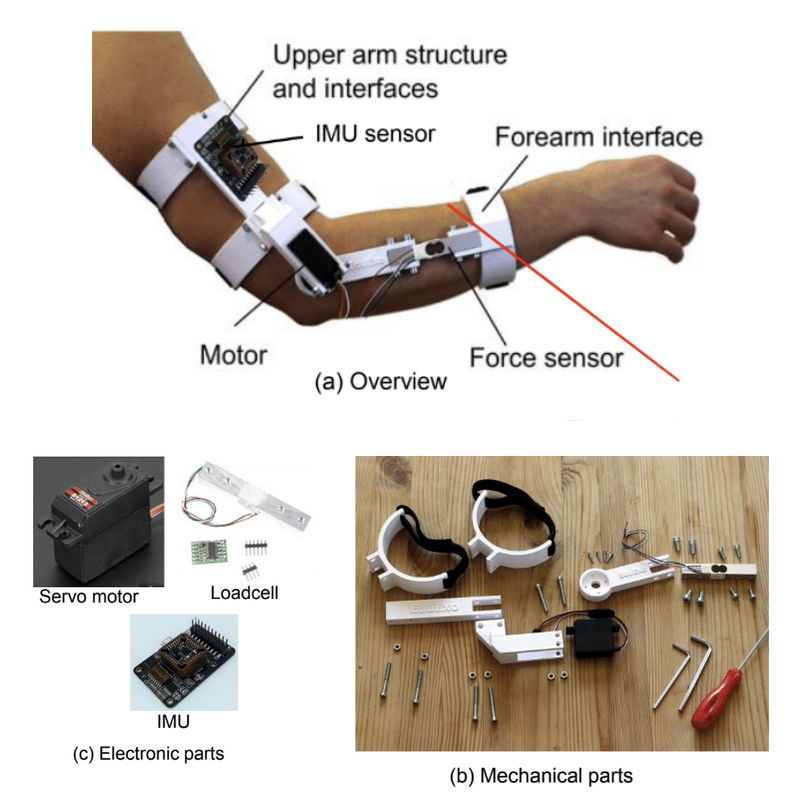 Upper arm structure
and interfaces
IMU sensor
Forearm interface
Motor
Force sensor
(a) Overview
Servo motor
Loadcell
IMU
(c) Electronic parts
(b) Mechanical parts